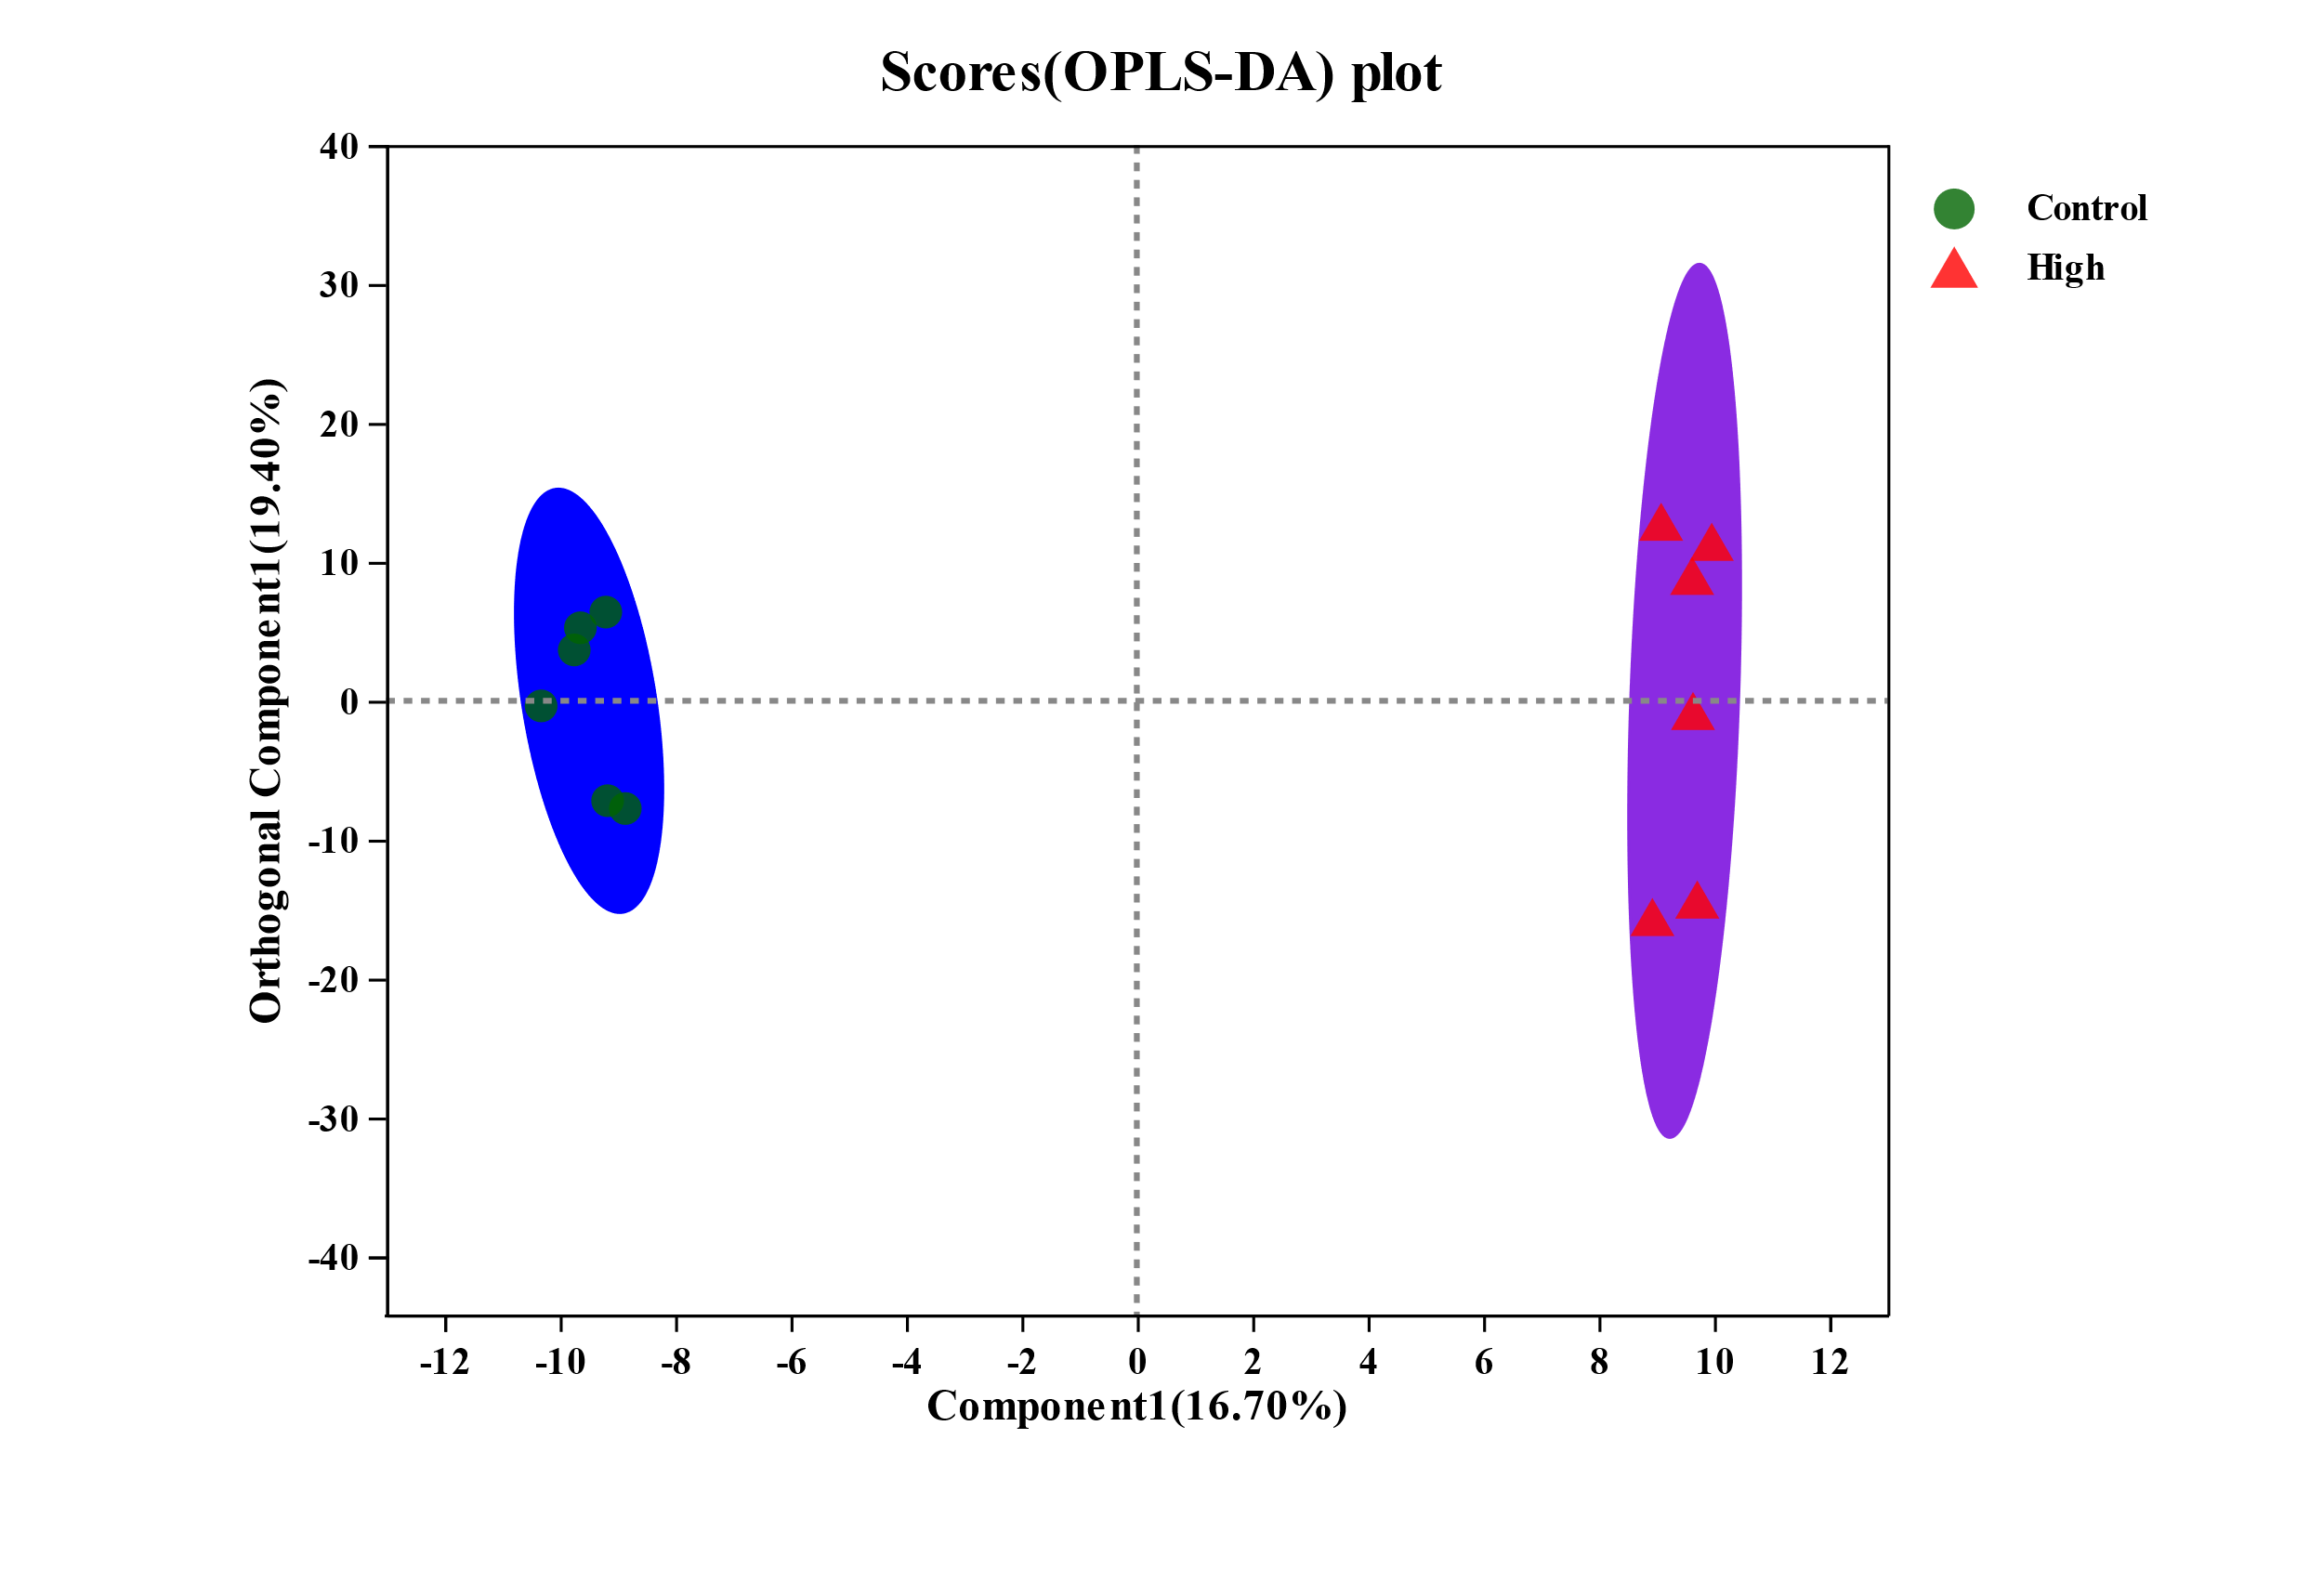 Scores(OPLS-DA) plot
Control
High
Orthogonal Component1(19.40%)
40
30
20
10
0
-10
-20
-30
-40
-12 -10 -8 -6 -4 -2 0 2 4 6 8 10 12
Component1(16.70%)